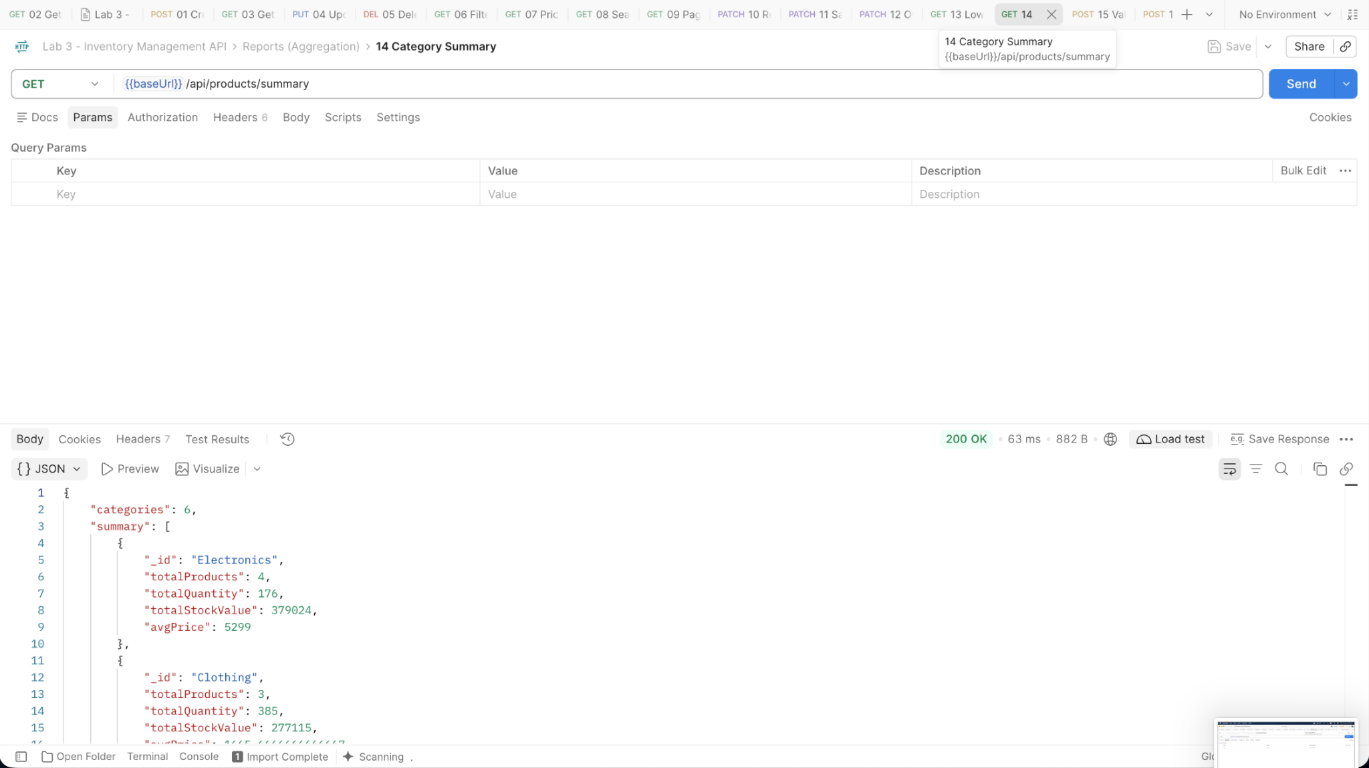 GET 02 Get Lab 3 - POST 01 Cr GET 03 Get PUT 04 Upd DEL 05 Dele GET 06 Filte GET 07 Pric GET 08 Sea GET 09 Pag PATCH 10 R PATCH 11 Sa PATCH 12 O GET 13 Low GET 14 POST 15 Val POST 1 No Environment
Lab 3 - Inventory Management API > Reports (Aggregation) > 14 Category Summary Save Share
14 Category Summary
{{baseUrl}}/api/products/summary
GET {{baseUrl}} /api/products/summary Send
Docs Params Authorization Headers 6 Body Scripts Settings Cookies
Query Params
Key Value Description Bulk Edit
Key Value Description
Body Cookies Headers 7 Test Results 200 OK • 63 ms • 882 B Load test e.g. Save Response
{} JSON Preview Visualize
1 {
2 "categories": 6,
3 "summary": [
4 {
5 "_id": "Electronics",
6 "totalProducts": 4,
7 "totalQuantity": 176,
8 "totalStockValue": 379024,
9 "avgPrice": 5299
10 },
11 {
12 "_id": "Clothing",
13 "totalProducts": 3,
14 "totalQuantity": 385,
15 "totalStockValue": 277115,
Open Folder Terminal Console 1 Import Complete Scanning .